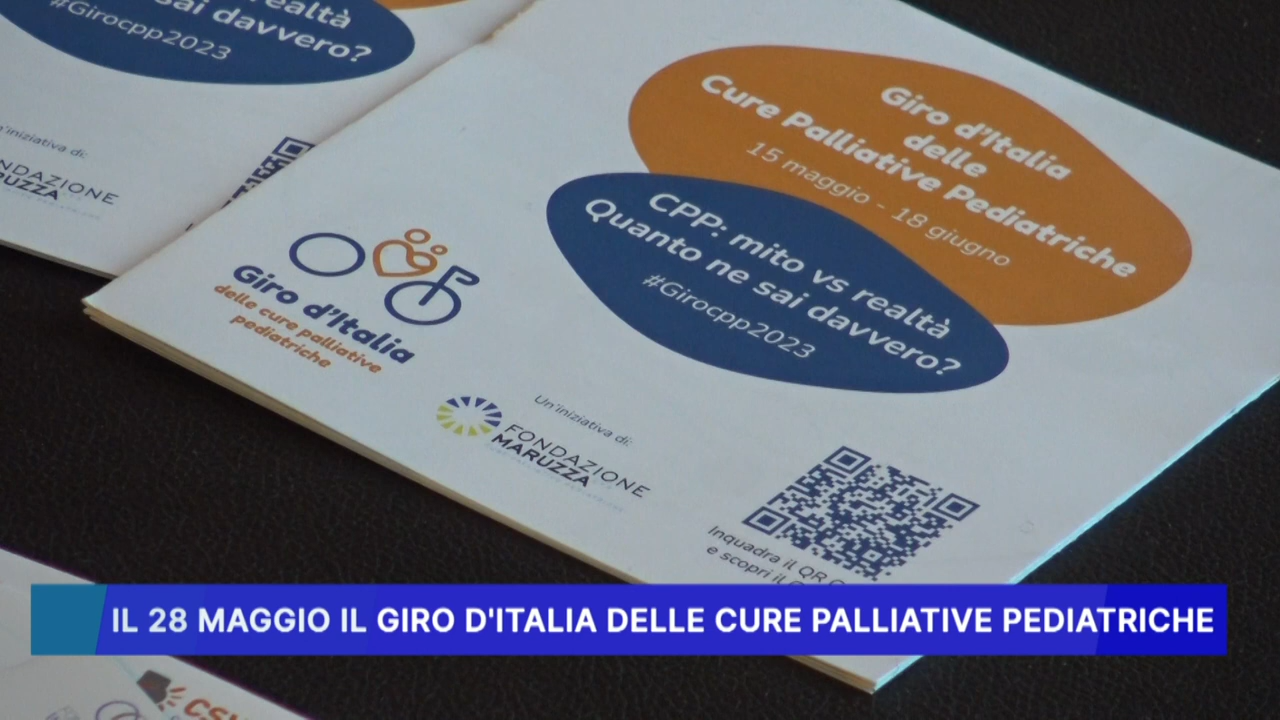 realtà
sai davvero?
#Girocpp2023
Un'iniziativa di:
Giro d'Italia
delle
Cure Palliative Pediatriche
15 maggio - 18 giugno
CPP: mito vs realtà
Quanto ne sai davvero?
#Girocpp2023
Giro d'Italia
delle cure palliative
pediatriche
Un'iniziativa di:
FONDAZIONE
MARUZZA
Inquadra il QR
e scopri il
IL 28 MAGGIO IL GIRO D'ITALIA DELLE CURE PALLIATIVE PEDIATRICHE